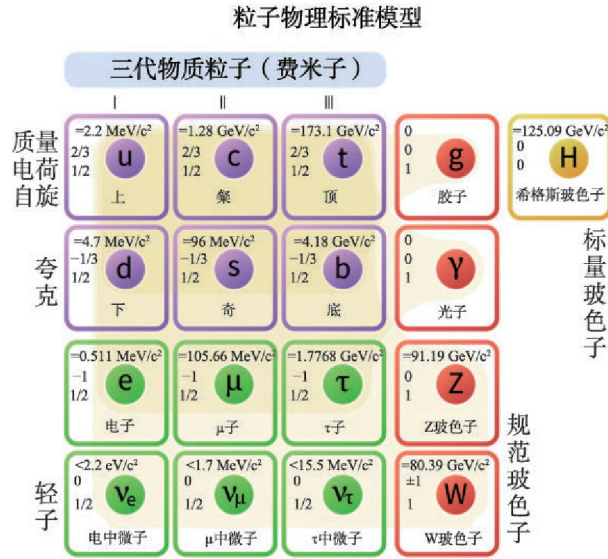 粒子物理标准模型
三代物质粒子（费米子）
I II III
质量
电荷
自旋
=2.2 MeV/c²
2/3
1/2
u
上
=1.28 GeV/c²
2/3
1/2
c
粲
=173.1 GeV/c²
2/3
1/2
t
顶
0
0
1
g
胶子
=125.09 GeV/c²
0
0
H
希格斯玻色子
夸克
=4.7 MeV/c²
−1/3
1/2
d
下
=96 MeV/c²
−1/3
1/2
s
奇
=4.18 GeV/c²
−1/3
1/2
b
底
0
0
1
γ
光子
标量玻色子
=0.511 MeV/c²
−1
1/2
e
电子
=105.66 MeV/c²
−1
1/2
μ
μ子
=1.7768 GeV/c²
−1
1/2
τ
τ子
=91.19 GeV/c²
0
1
Z
Z玻色子
轻子
<2.2 eV/c²
0
1/2
νe
电中微子
<1.7 MeV/c²
0
1/2
νμ
μ中微子
<15.5 MeV/c²
0
1/2
ντ
τ中微子
=80.39 GeV/c²
±1
1
W
W玻色子
规范玻色子